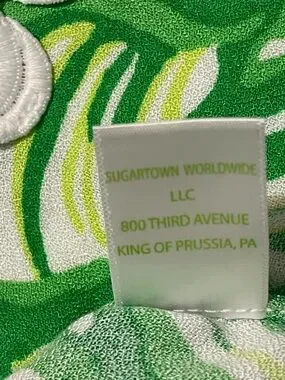 SUGARTOWN WORLDWIDE
LLC
800 THIRD AVENUE
KING OF PRUSSIA, PA